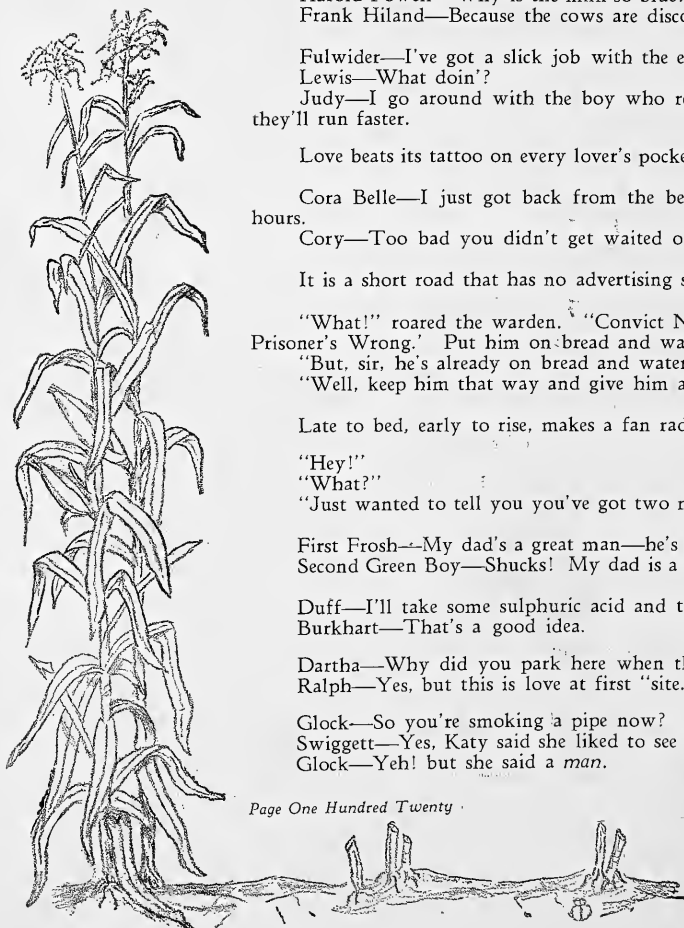 Frank Hiland—Because the cows are
Fulwider—I've got a slick job with the
Lewis—What doin'?
Judy—I go around with the boy who
they'll run faster.
Love beats its tattoo on every lover's
Cora Belle—I just got back from the
hours.
Cory—Too bad you didn't get waited
It is a short road that has no advertising
"What!" roared the warden. "Convict
Prisoner's Wrong.' Put him on bread and
"But, sir, he's already on bread and water
"Well, keep him that way and give him
Late to bed, early to rise, makes a fan
"Hey!"
"What?"
"Just wanted to tell you you've got two
First Frosh—My dad's a great man—he's
Second Green Boy—Shucks! My dad is a
Duff—I'll take some sulphuric acid and
Burkhart—That's a good idea.
Dartha—Why did you park here when
Ralph—Yes, but this is love at first "site.
Glock—So you're smoking a pipe now?
Swiggett—Yes, Katy said she liked to see
Glock—Yeh! but she said a man.
Page One Hundred Twenty